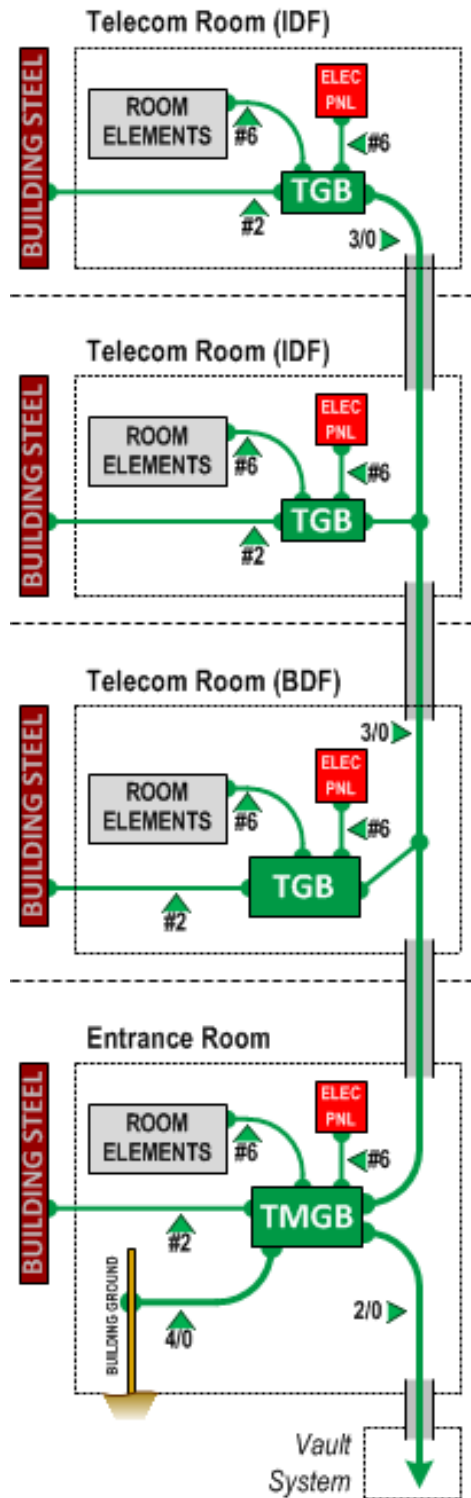 Telecom Room (IDF)
BUILDING STEEL
ROOM
ELEMENTS
ELEC
PNL
#6
#6
TGB
#2
3/0
Telecom Room (IDF)
BUILDING STEEL
ROOM
ELEMENTS
ELEC
PNL
#6
#6
TGB
#2
Telecom Room (BDF)
3/0
BUILDING STEEL
ROOM
ELEMENTS
ELEC
PNL
#6
#6
TGB
#2
Entrance Room
BUILDING STEEL
ROOM
ELEMENTS
ELEC
PNL
#6
#6
TMGB
#2
BUILDING GROUND
4/0
2/0
Vault
System